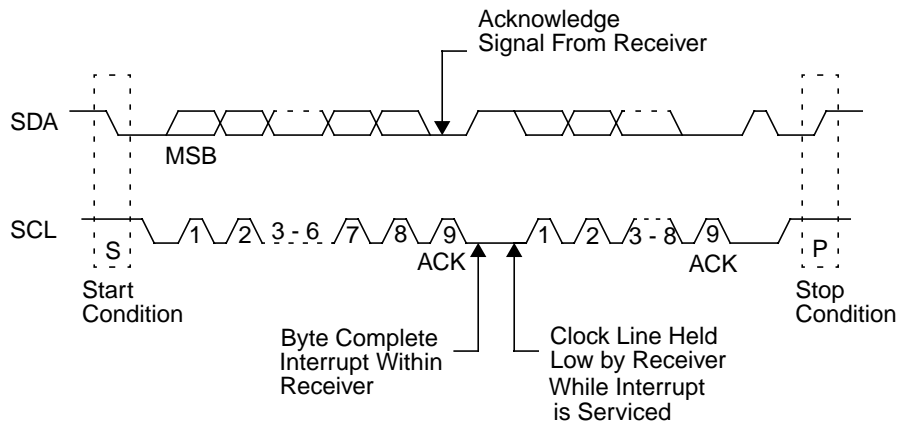 Acknowledge
Signal From Receiver
SDA
MSB
SCL
S
1
2
3 - 6
7
8
9
1
2
3 - 8
9
P
ACK
ACK
Start
Condition
Stop
Condition
Byte Complete
Interrupt Within
Receiver
Clock Line Held
Low by Receiver
While Interrupt
is Serviced